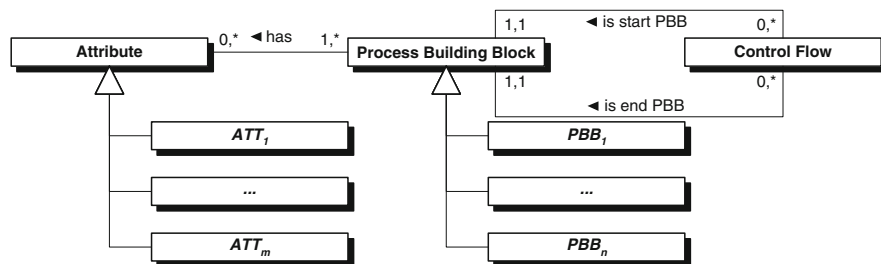 1,1 ◄ is start PBB 0,*
Attribute 0,* ◄ has 1,* Process Building Block Control Flow
1,1 0,*
◄ is end PBB
ATT1 PBB1
... ...
ATTm PBBn